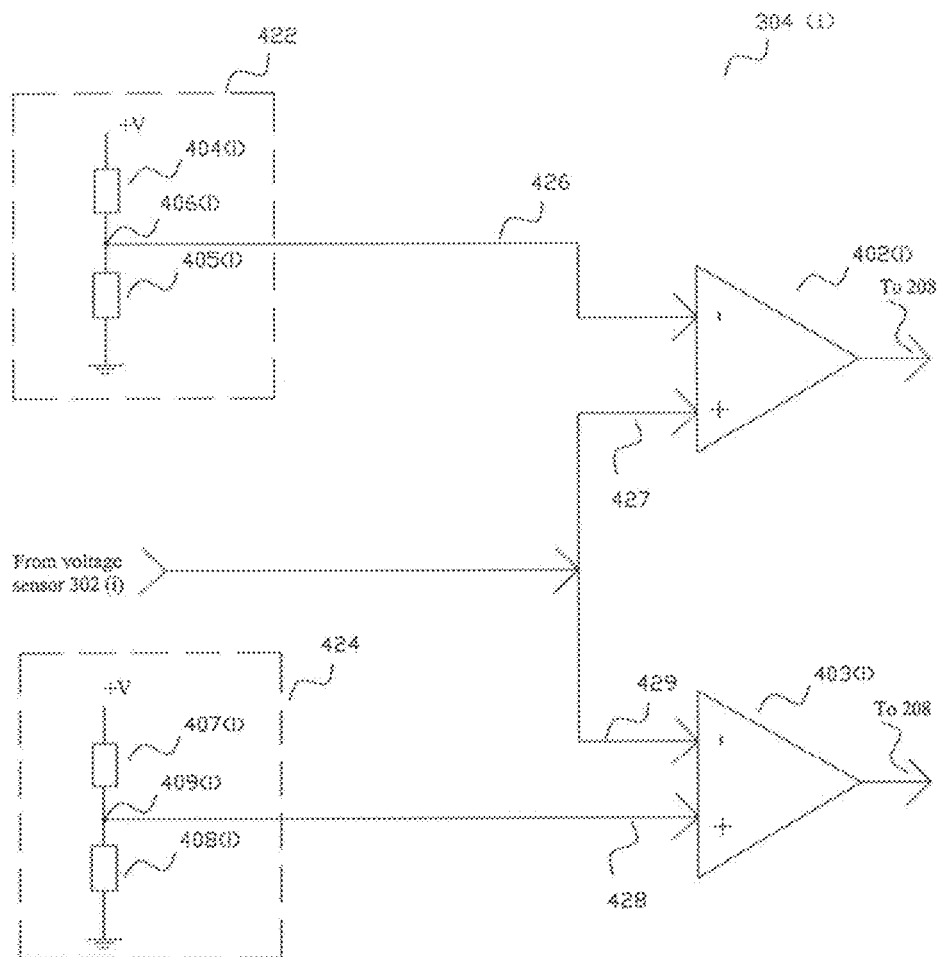 304 (i)
422
+V
404(i)
406(i)
405(i)
426
402(i)
To 208
-
+
427
From voltage
sensor 302 (i)
424
+V
407(i)
409(i)
408(i)
429
403(i)
To 208
-
+
428